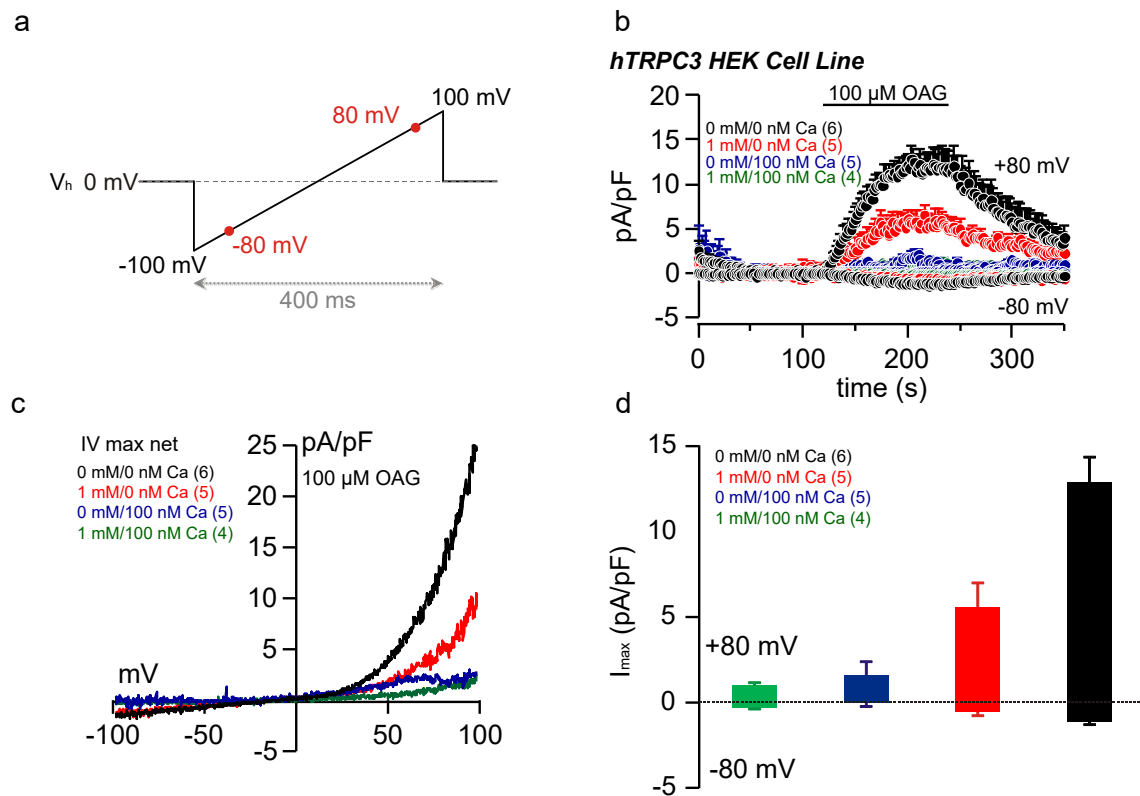 a
100 mV
80 mV
Vh 0 mV
-80 mV
-100 mV
400 ms
b
hTRPC3 HEK Cell Line
100 µM OAG
0 mM/0 nM Ca (6)
1 mM/0 nM Ca (5)
0 mM/100 nM Ca (5)
1 mM/100 nM Ca (4)
+80 mV
-80 mV
pA/pF
20
15
10
5
0
-5
0
100
200
300
time (s)
c
IV max net
0 mM/0 nM Ca (6)
1 mM/0 nM Ca (5)
0 mM/100 nM Ca (5)
1 mM/100 nM Ca (4)
pA/pF
100 µM OAG
25
20
15
10
5
-5
mV
-100
-50
50
100
d
0 mM/0 nM Ca (6)
1 mM/0 nM Ca (5)
0 mM/100 nM Ca (5)
1 mM/100 nM Ca (4)
Imax (pA/pF)
15
10
5
0
-5
+80 mV
-80 mV